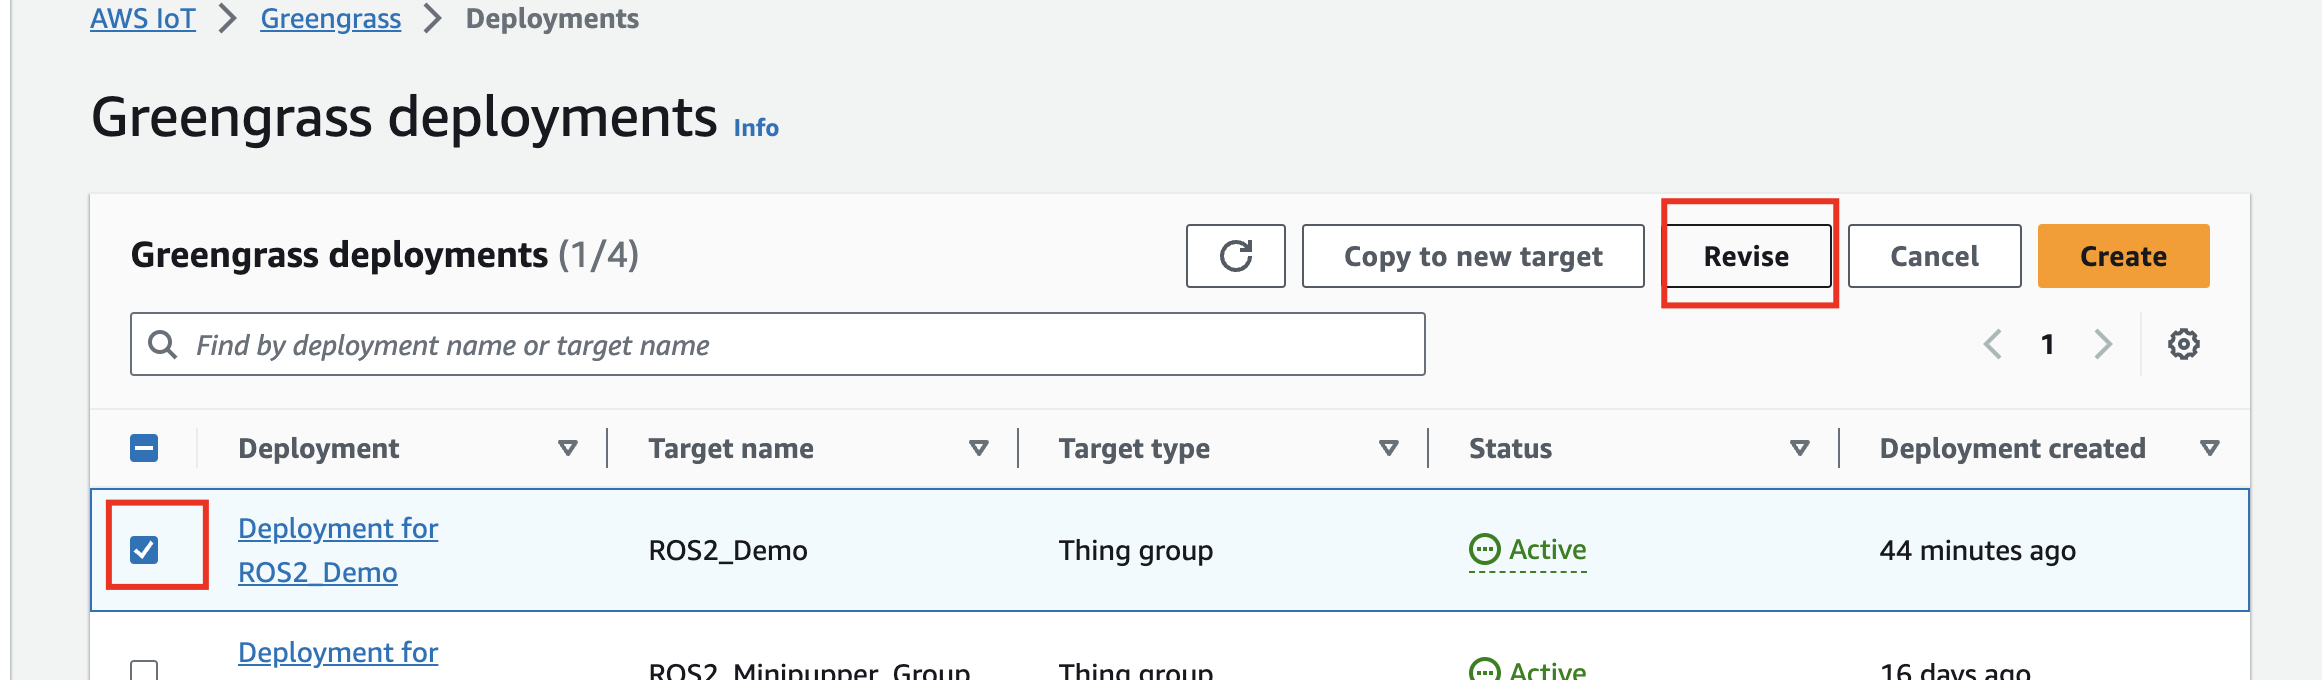 AWS IoT > Greengrass > Deployments
Greengrass deployments Info
Greengrass deployments (1/4)
Copy to new target
Revise
Cancel
Create
Find by deployment name or target name
1
Deployment
Target name
Target type
Status
Deployment created
Deployment for
ROS2_Demo
ROS2_Demo
Thing group
Active
44 minutes ago
Deployment for
ROS2_Minipupper_Group
Thing group
Active
16 days ago